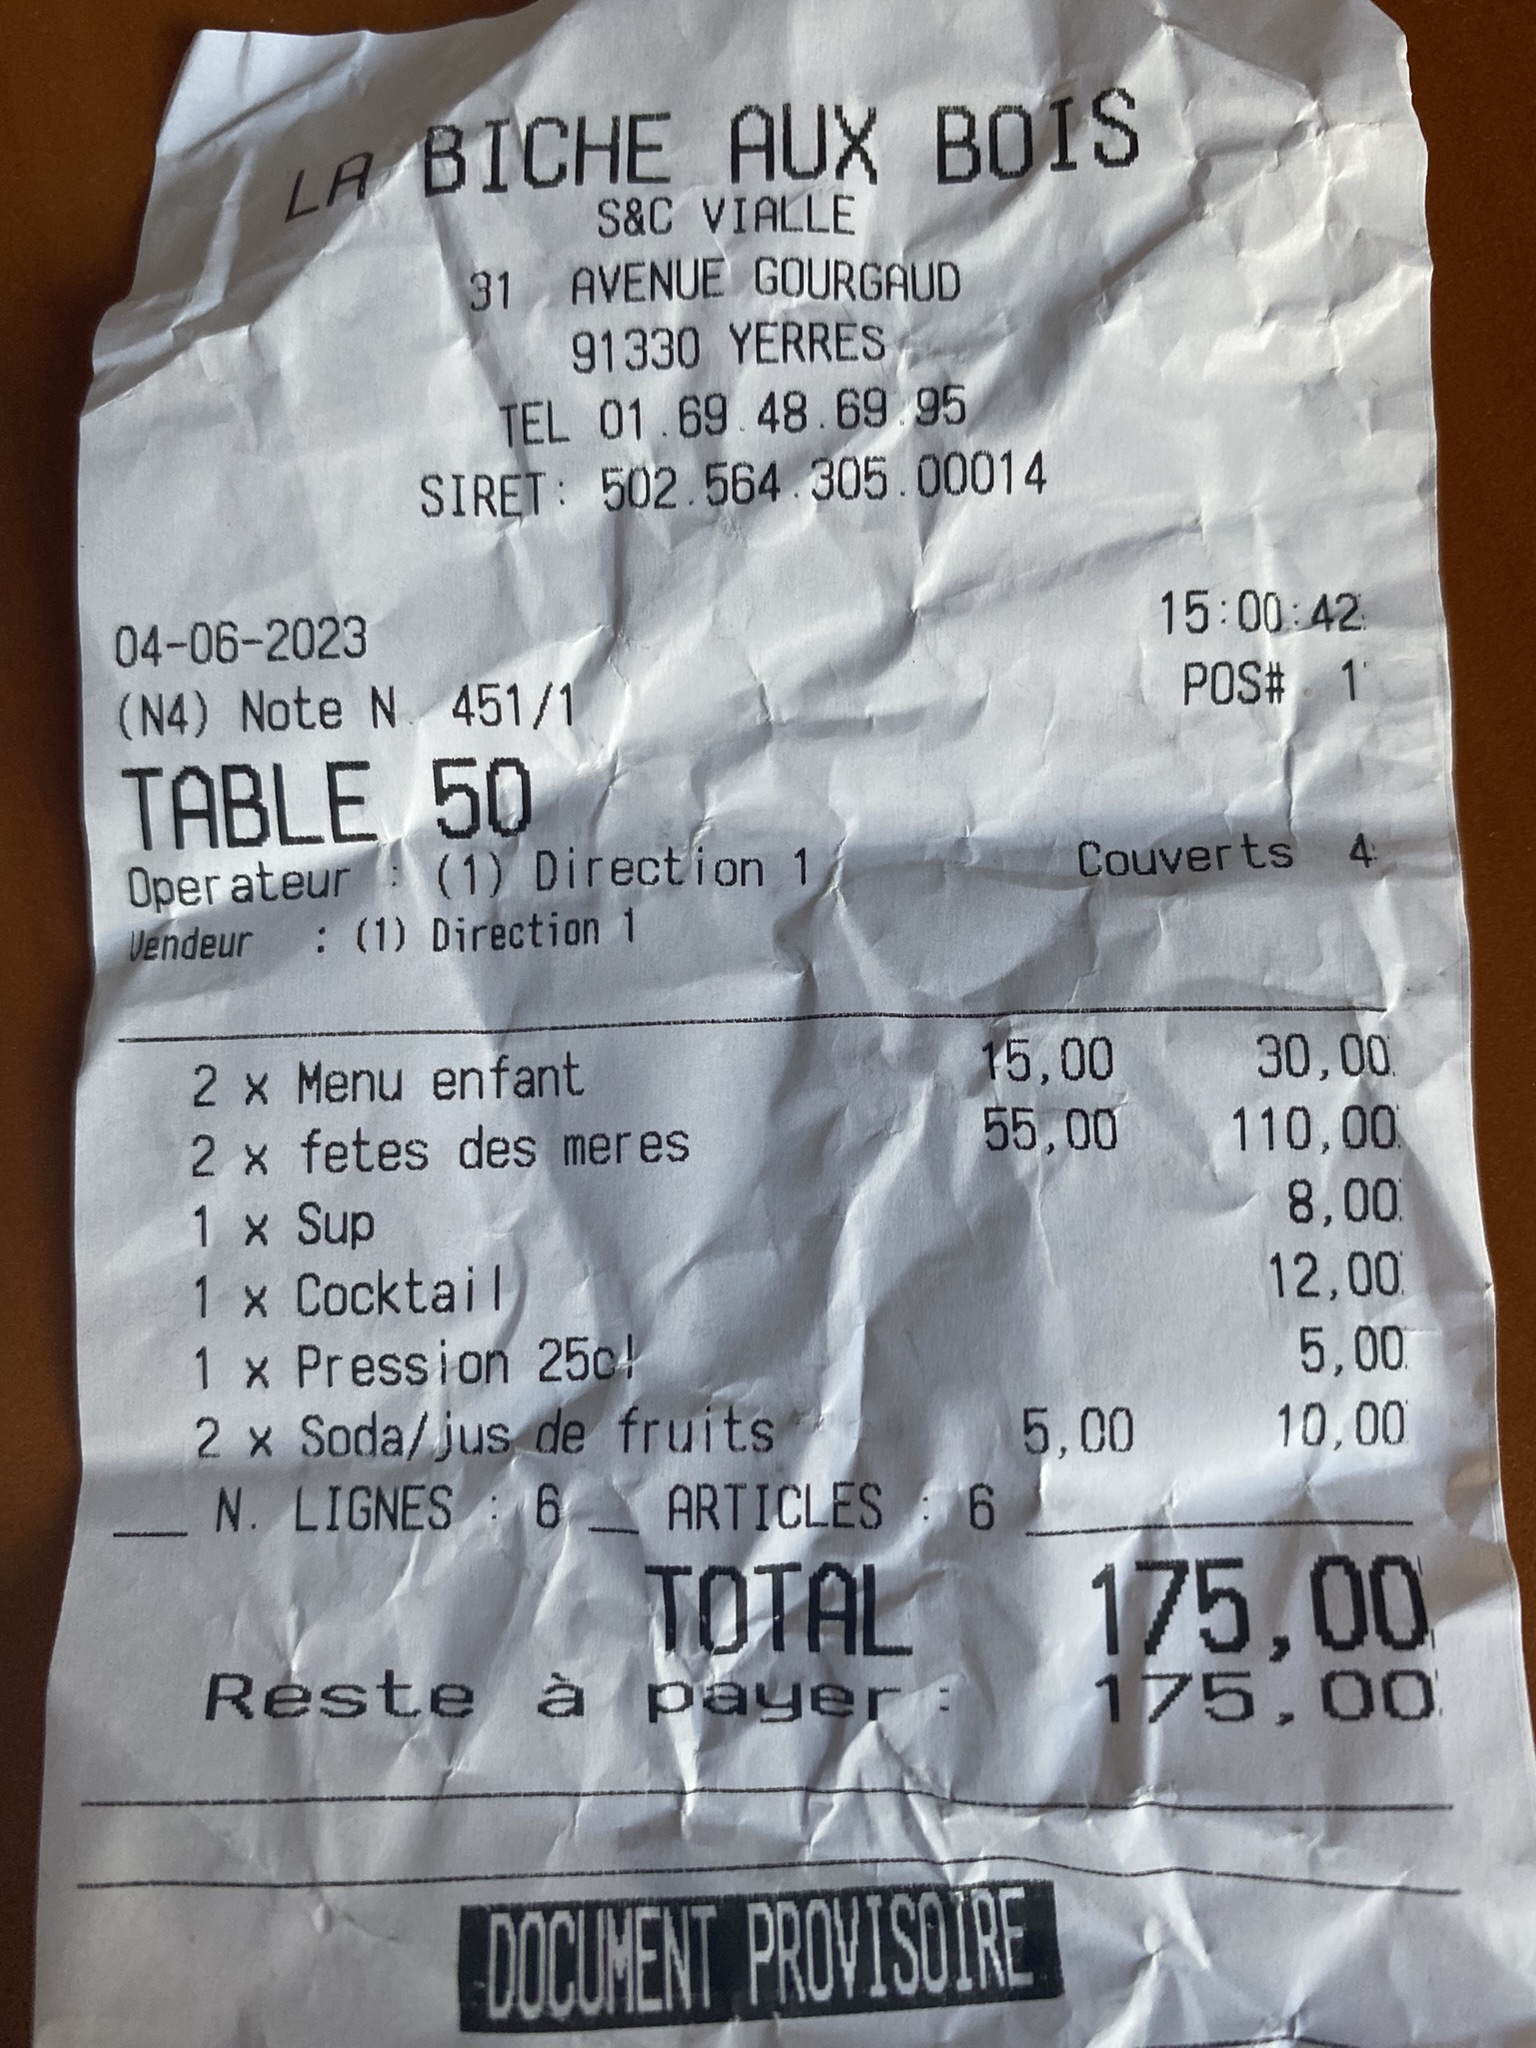 LA BICHE AUX BOIS
S&C VIALLE
31 AVENUE GOURGAUD
91330 YERRES
TEL 01.69.48.69.95
SIRET: 502.564.305.00014
04-06-2023 15:00:42
(N4) Note N. 451/1 POS# 1
TABLE 50
Operateur : (1) Direction 1 Couverts 4
Vendeur : (1) Direction 1
2 x Menu enfant 15,00 30,00
2 x fetes des meres 55,00 110,00
1 x Sup 8,00
1 x Cocktail 12,00
1 x Pression 25cl 5,00
2 x Soda/jus de fruits 5,00 10,00
N. LIGNES : 6 ARTICLES : 6
TOTAL 175,00
Reste à payer: 175,00
DOCUMENT PROVISOIRE